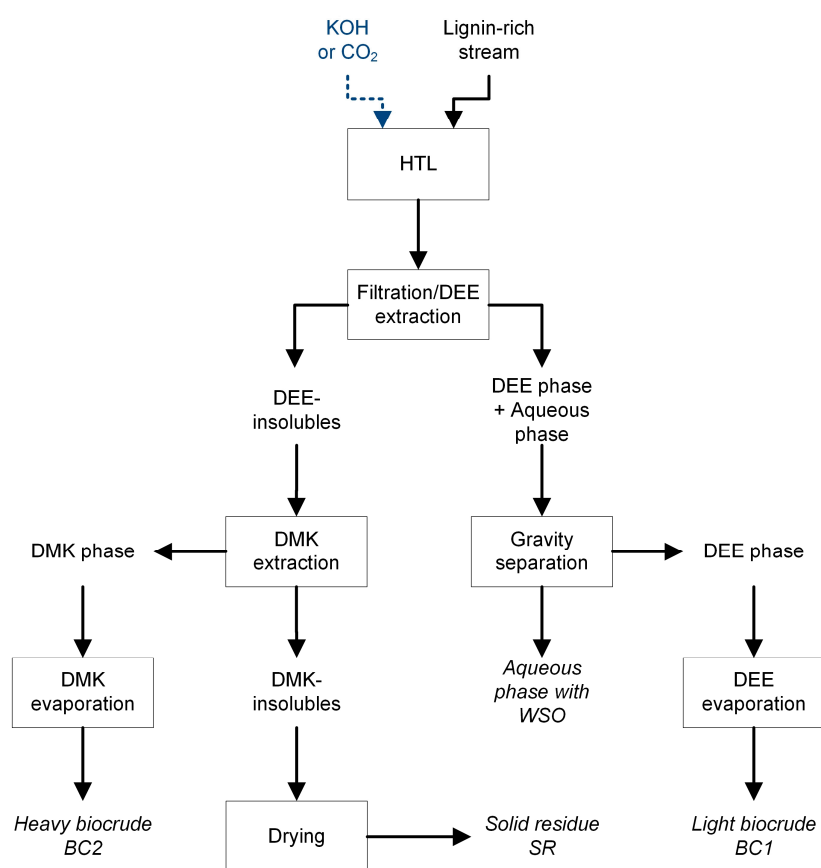 KOH
or CO₂
Lignin-rich
stream
HTL
Filtration/DEE
extraction
DEE-
insolubles
DEE phase
+ Aqueous
phase
DMK phase
DMK
extraction
Gravity
separation
DEE phase
DMK
evaporation
DMK-
insolubles
Aqueous
phase with
WSO
DEE
evaporation
Heavy biocrude
BC2
Drying
Solid residue
SR
Light biocrude
BC1